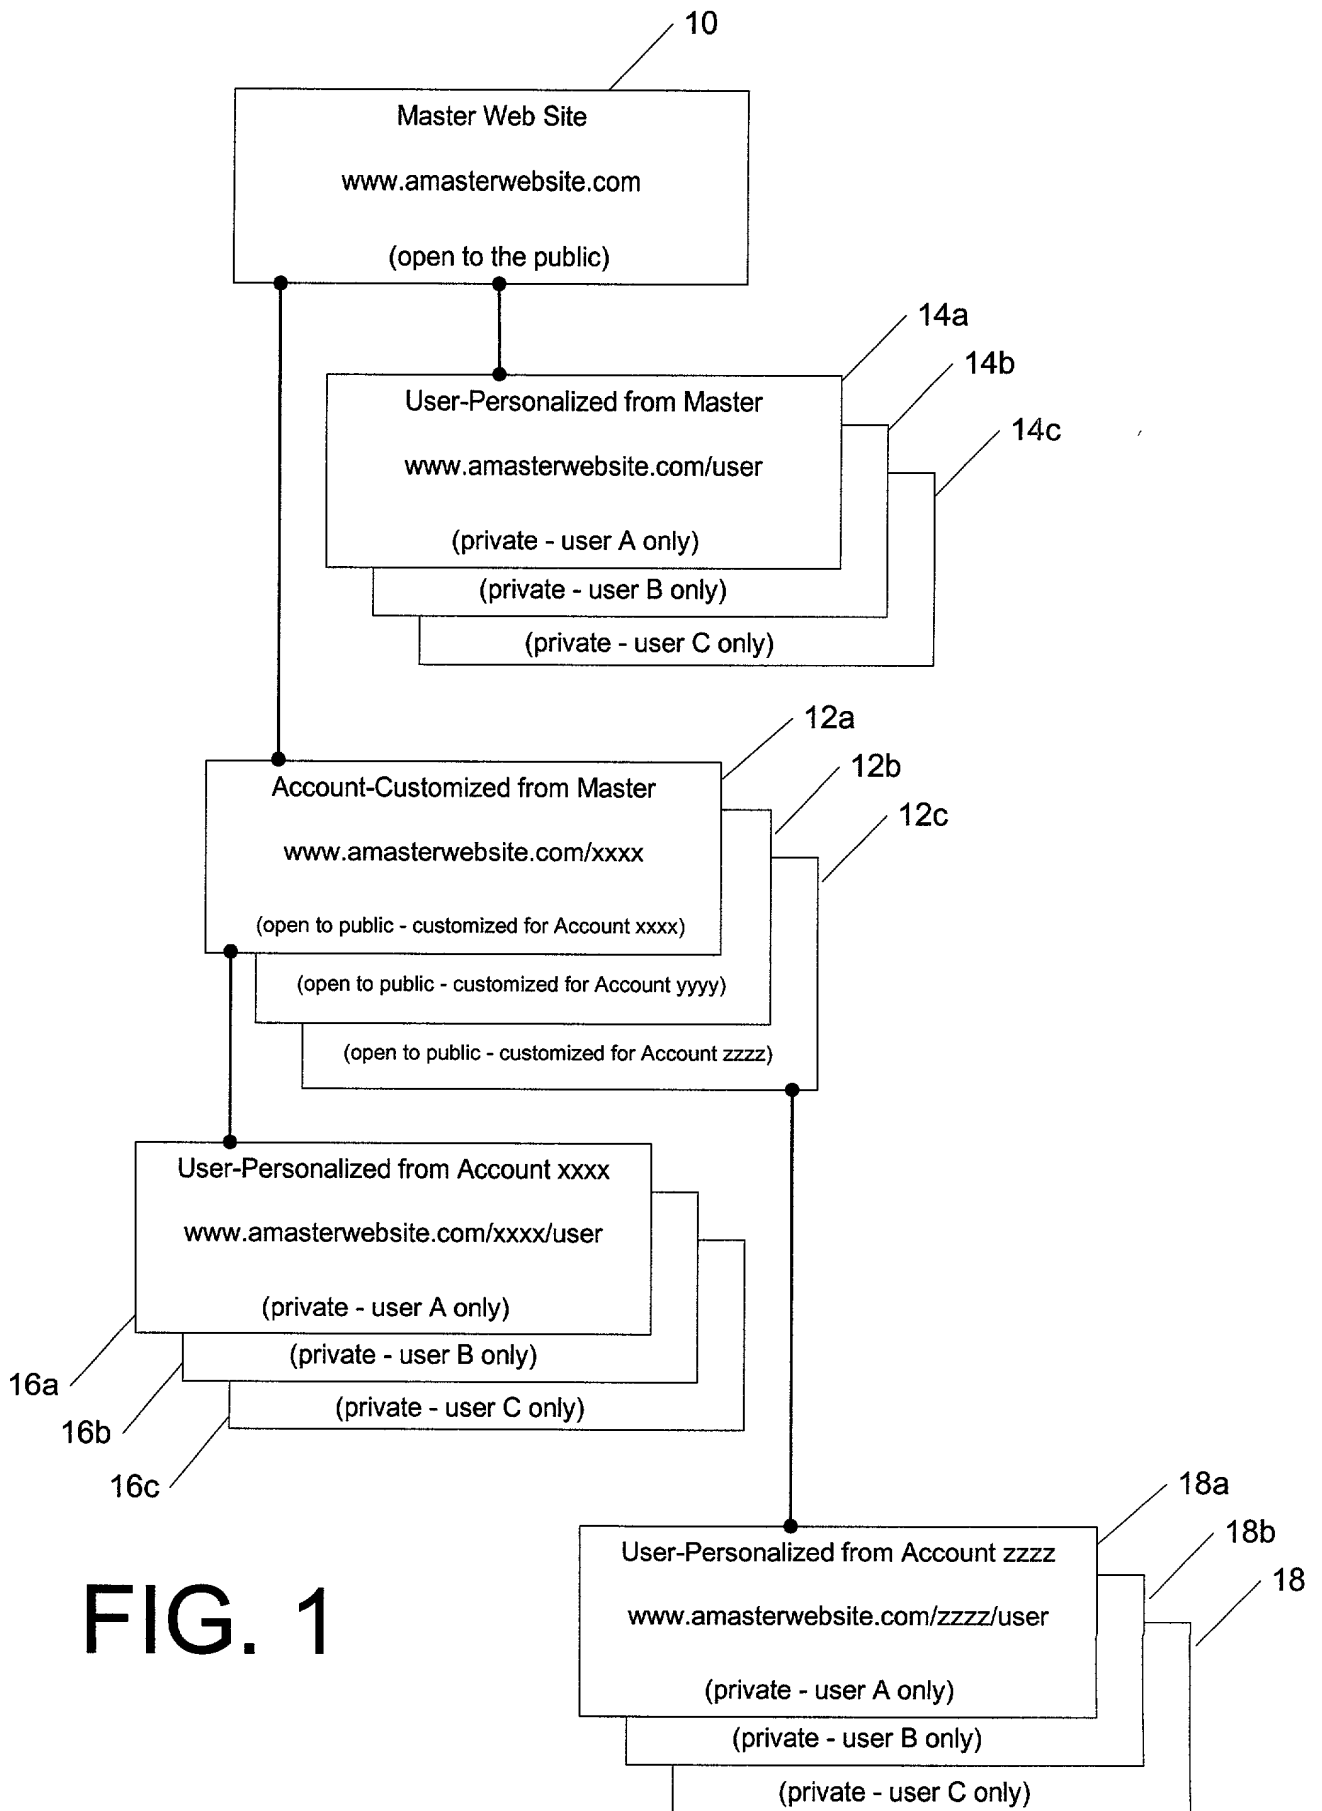 10
Master Web Site
www.amasterwebsite.com
(open to the public)
14a
14b
14c
User-Personalized from Master
www.amasterwebsite.com/user
(private - user A only)
(private - user B only)
(private - user C only)
12a
12b
12c
Account-Customized from Master
www.amasterwebsite.com/xxxx
(open to public - customized for Account xxxx)
(open to public - customized for Account yyyy)
(open to public - customized for Account zzzz)
User-Personalized from Account xxxx
www.amasterwebsite.com/xxxx/user
(private - user A only)
(private - user B only)
(private - user C only)
16a
16b
16c
18a
18b
18
User-Personalized from Account zzzz
www.amasterwebsite.com/zzzz/user
(private - user A only)
(private - user B only)
(private - user C only)
FIG. 1